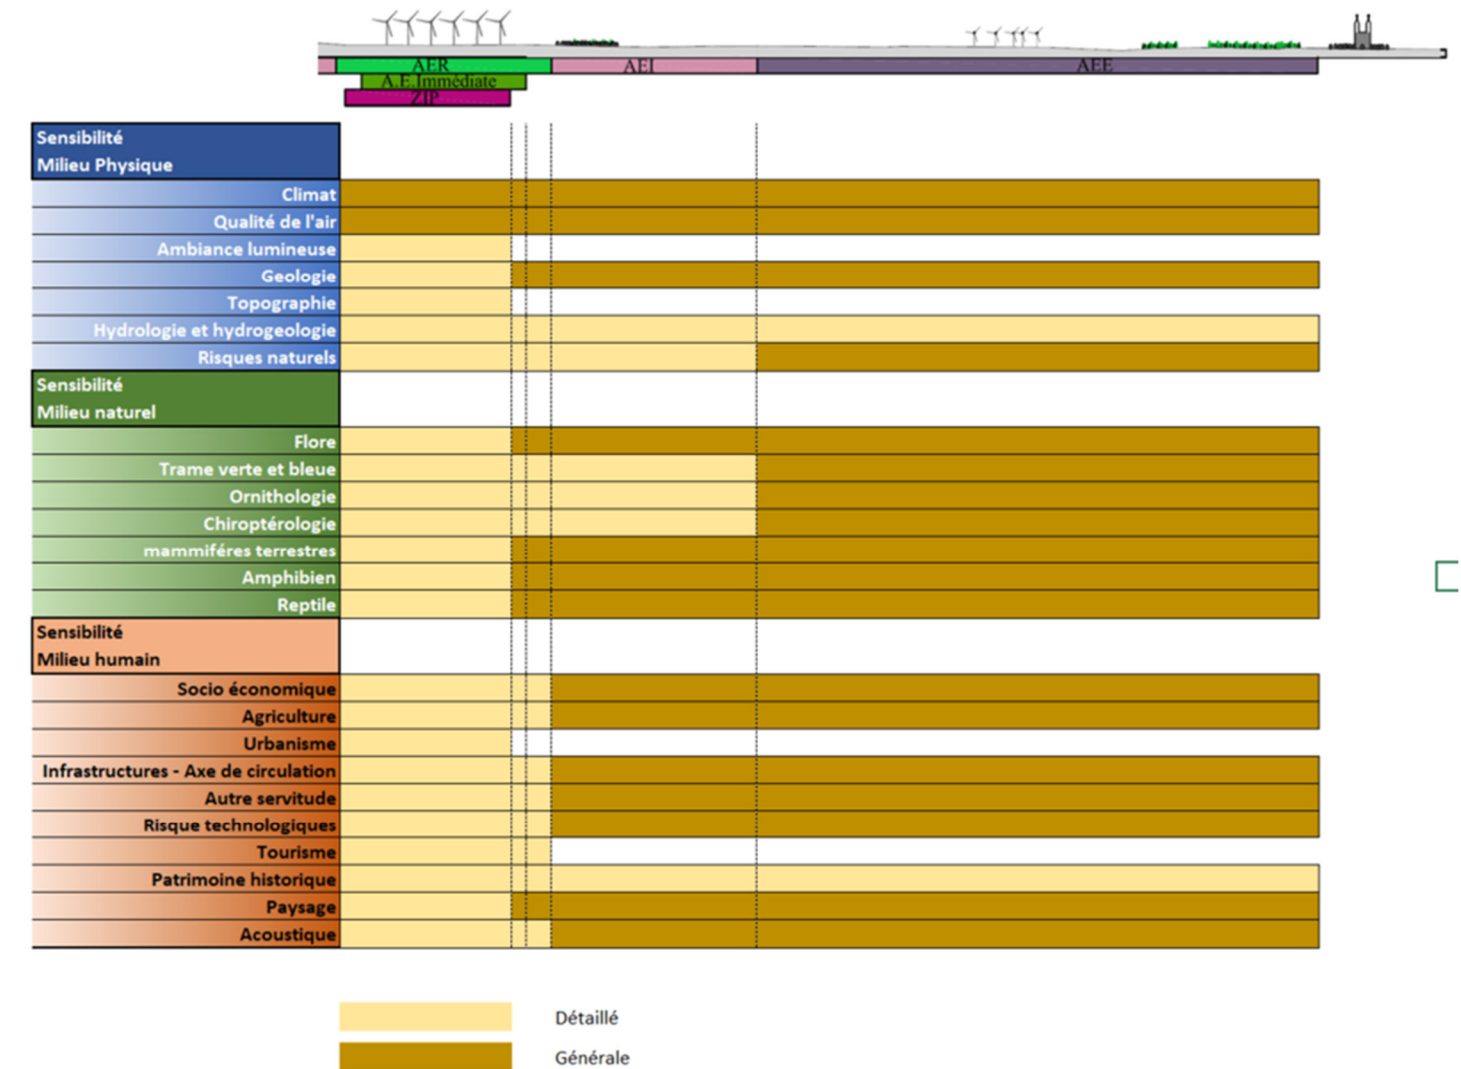 AER
AEI
AEE
A.E.Immédiate
ZIP
Sensibilité
Milieu Physique
Climat
Qualité de l'air
Ambiance lumineuse
Geologie
Topographie
Hydrologie et hydrogeologie
Risques naturels
Sensibilité
Milieu naturel
Flore
Trame verte et bleue
Ornithologie
Chiroptérologie
mammiféres terrestres
Amphibien
Reptile
Sensibilité
Milieu humain
Socio économique
Agriculture
Urbanisme
Infrastructures - Axe de circulation
Autre servitude
Risque technologiques
Tourisme
Patrimoine historique
Paysage
Acoustique
Détaillé
Générale